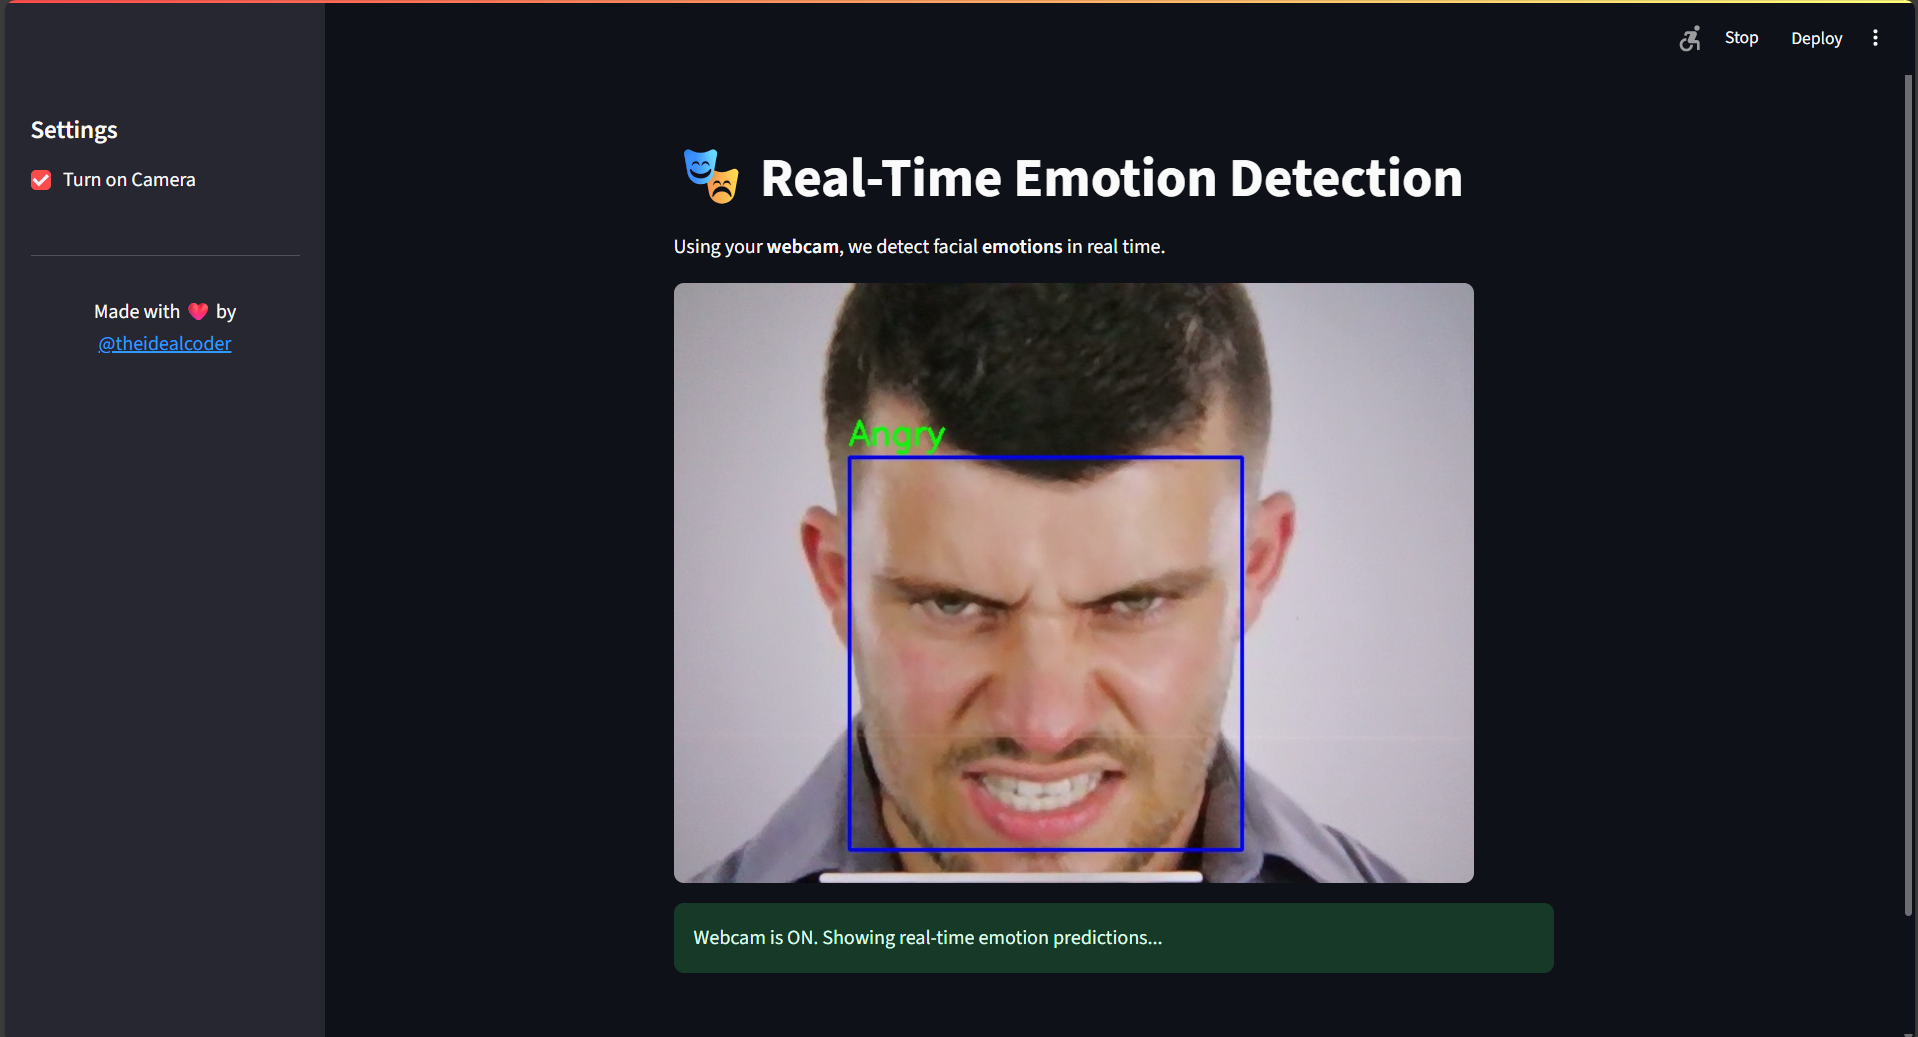 Stop
Deploy
Settings
Turn on Camera
Made with ❤️ by
@theidealcoder
🎭 Real-Time Emotion Detection
Using your webcam, we detect facial emotions in real time.
Angry
Webcam is ON. Showing real-time emotion predictions...